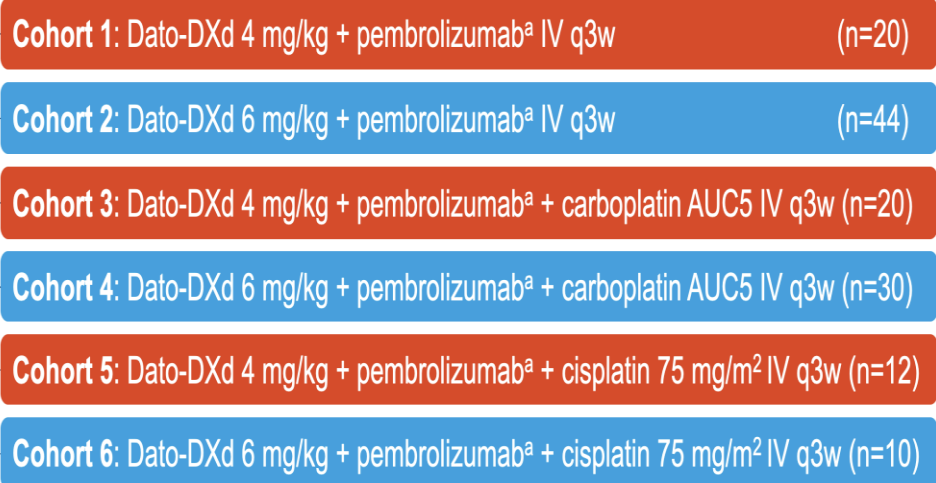 Cohort 1: Dato-DXd 4 mg/kg + pembrolizumabᵃ IV q3w (n=20)
Cohort 2: Dato-DXd 6 mg/kg + pembrolizumabᵃ IV q3w (n=44)
Cohort 3: Dato-DXd 4 mg/kg + pembrolizumabᵃ + carboplatin AUC5 IV q3w (n=20)
Cohort 4: Dato-DXd 6 mg/kg + pembrolizumabᵃ + carboplatin AUC5 IV q3w (n=30)
Cohort 5: Dato-DXd 4 mg/kg + pembrolizumabᵃ + cisplatin 75 mg/m² IV q3w (n=12)
Cohort 6: Dato-DXd 6 mg/kg + pembrolizumabᵃ + cisplatin 75 mg/m² IV q3w (n=10)